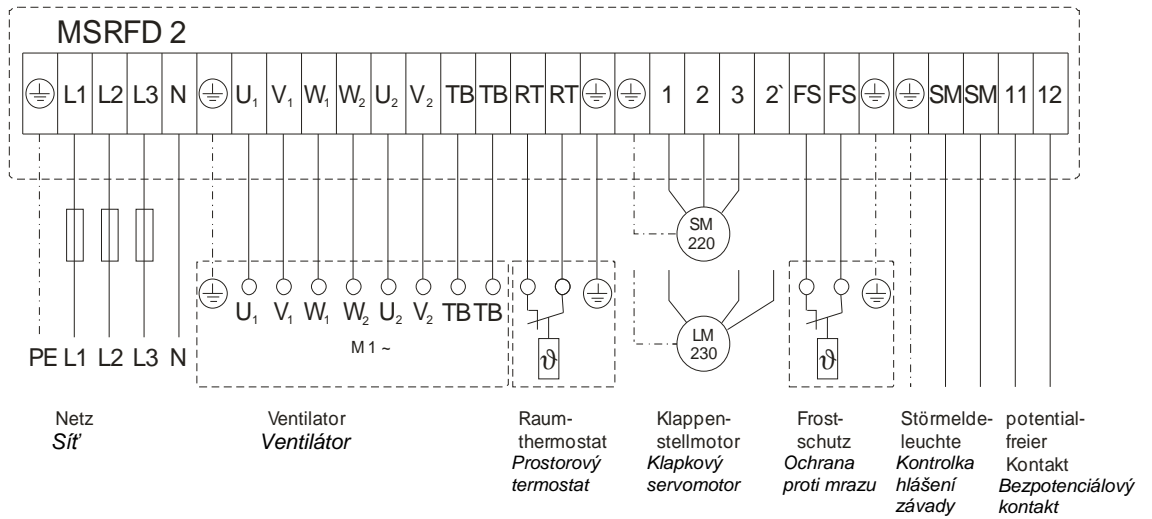 MSRFD 2
L1 L2 L3 N U₁ V₁ W₁ W₂ U₂ V₂ TB TB RT RT 1 2 3 2` FS FS SM SM 11 12
SM
220
U₁ V₁ W₁ W₂ U₂ V₂ TB TB
M 1 ~
LM
230
ϑ
ϑ
PE L1 L2 L3 N
Netz
Síť
Ventilator
Ventilátor
Raum-
thermostat
Prostorový
termostat
Klappen-
stellmotor
Klapkový
servomotor
Frost-
schutz
Ochrana
proti mrazu
Störmelde-
leuchte
Kontrolka
hlášení
závady
potential-
freier
Kontakt
Bezpotenciálový
kontakt